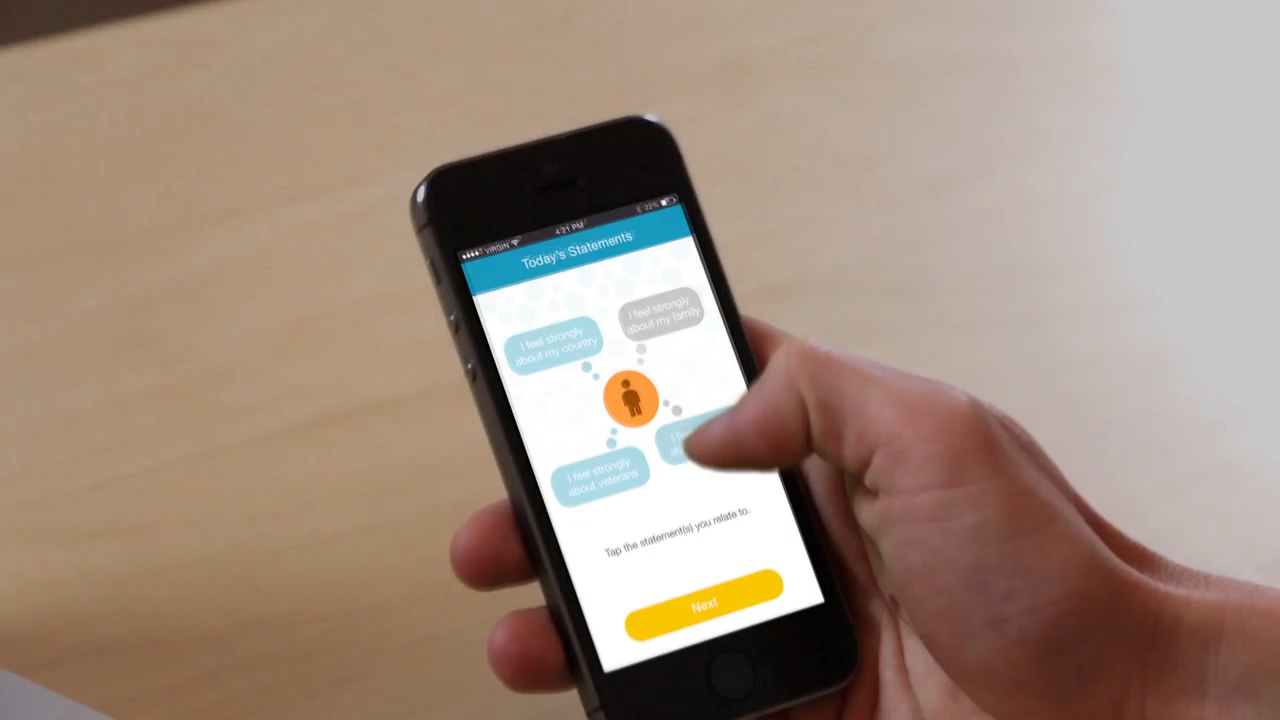 VIRGIN
4:21 PM
22%
Today's Statements
I feel strongly
about my country
I feel strongly
about my family
I
I feel strongly
about veterans
Tap the statement(s) you relate to.
Next